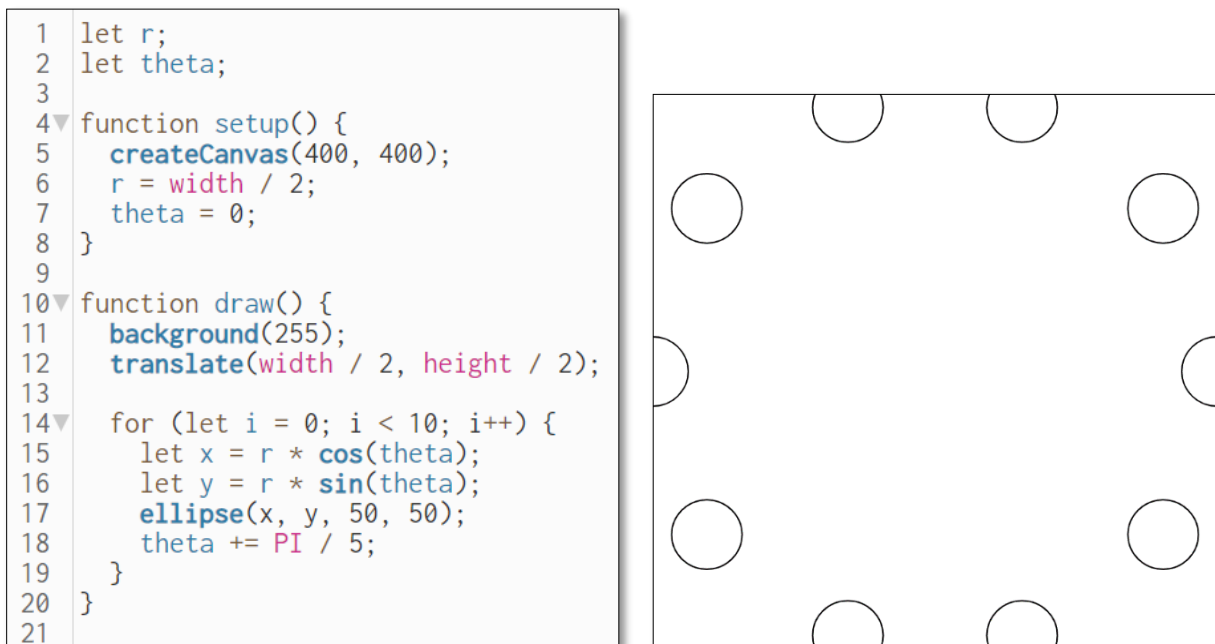 1 let r;
2 let theta;
3
4 function setup() {
5   createCanvas(400, 400);
6   r = width / 2;
7   theta = 0;
8 }
9
10 function draw() {
11   background(255);
12   translate(width / 2, height / 2);
13
14   for (let i = 0; i < 10; i++) {
15     let x = r * cos(theta);
16     let y = r * sin(theta);
17     ellipse(x, y, 50, 50);
18     theta += PI / 5;
19   }
20 }
21